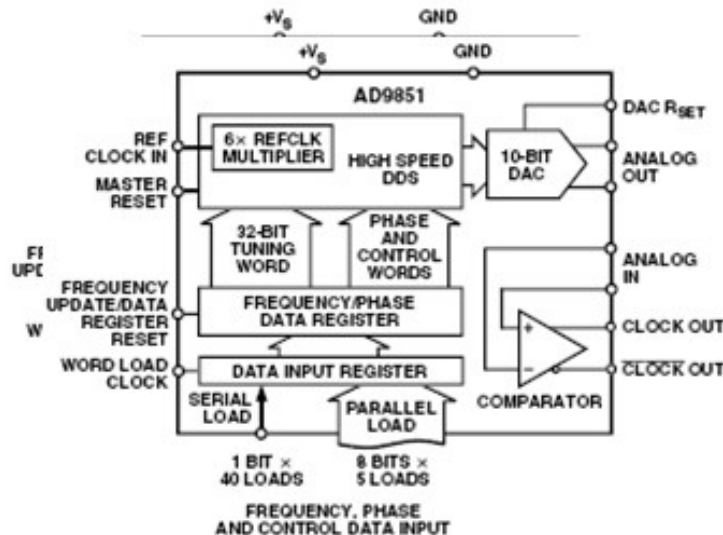 +Vs GND
+Vs GND
AD9851
REF
CLOCK IN
MASTER
RESET
6× REFCLK
MULTIPLIER
HIGH SPEED
DDS
10-BIT
DAC
DAC RSET
ANALOG
OUT
32-BIT
TUNING
WORD
PHASE
AND
CONTROL
WORDS
ANALOG
IN
UP
W
FREQUENCY
UPDATE/DATA
REGISTER
RESET
FREQUENCY/PHASE
DATA REGISTER
+
−
CLOCK OUT
CLOCK OUT
COMPARATOR
WORD LOAD
CLOCK
DATA INPUT REGISTER
SERIAL
LOAD
PARALLEL
LOAD
1 BIT ×
40 LOADS
8 BITS ×
5 LOADS
FREQUENCY, PHASE
AND CONTROL DATA INPUT